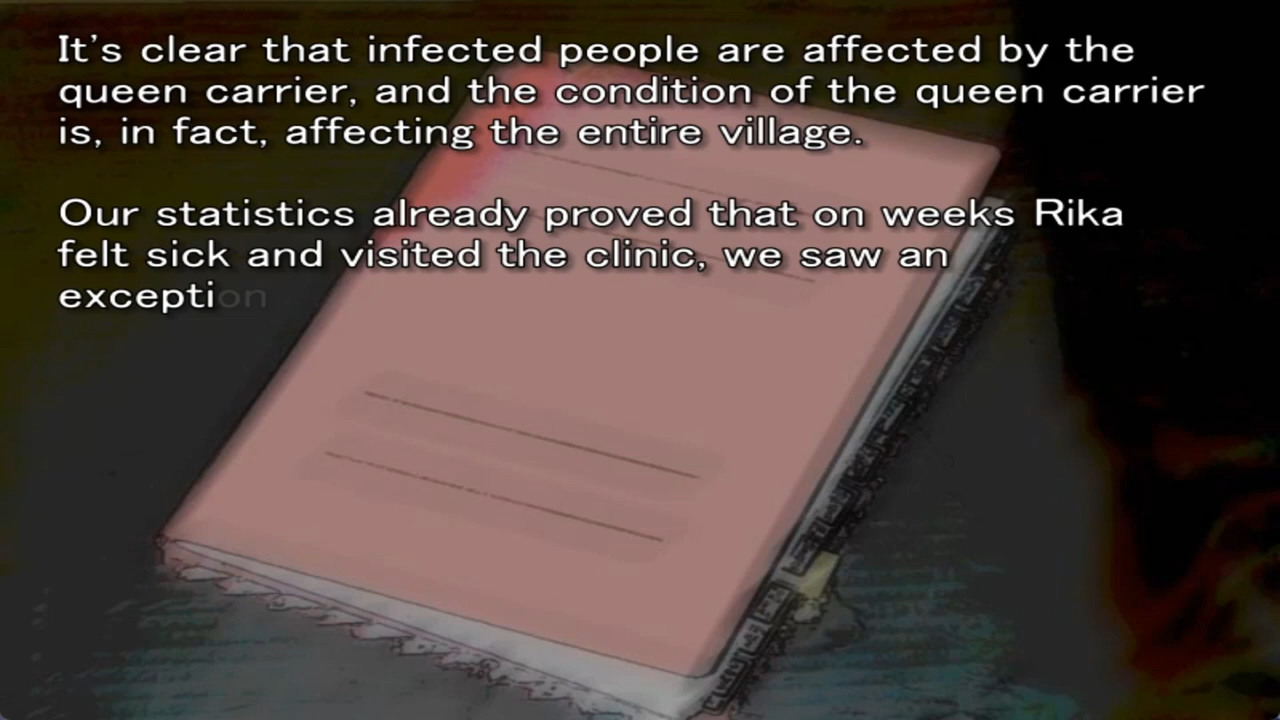 It's clear that infected people are affected by the
queen carrier, and the condition of the queen carrier
is, in fact, affecting the entire village.
Our statistics already proved that on weeks Rika
felt sick and visited the clinic, we saw an
exception